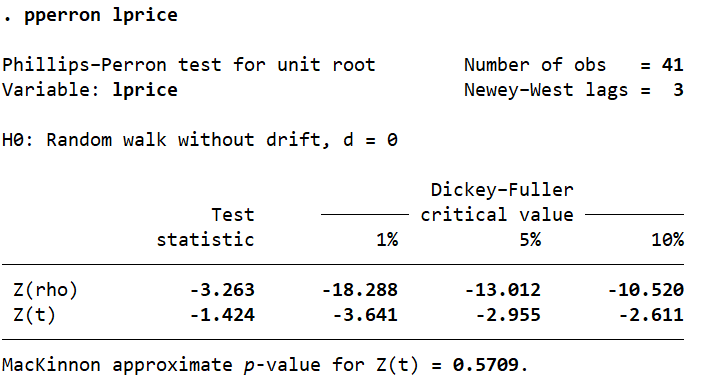 . pperron lprice
Phillips–Perron test for unit root Number of obs = 41
Variable: lprice Newey–West lags = 3
H0: Random walk without drift, d = 0
Dickey–Fuller
Test critical value
statistic 1% 5% 10%
Z(rho) -3.263 -18.288 -13.012 -10.520
Z(t) -1.424 -3.641 -2.955 -2.611
MacKinnon approximate p-value for Z(t) = 0.5709.